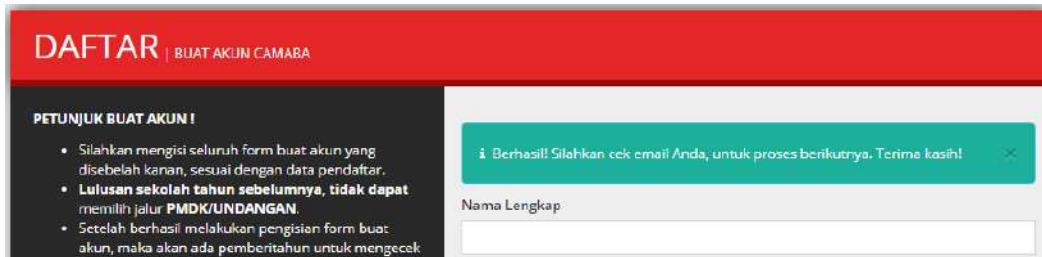 DAFTAR | BUAT AKUN CAMABA
PETUNJUK BUAT AKUN !
• Silahkan mengisi seluruh form buat akun yang
disebelah kanan, sesuai dengan data pendaftar.
• Lulusan sekolah tahun sebelumnya, tidak dapat
memilih jalur PMDK/UNDANGAN.
• Setelah berhasil melakukan pengisian form buat
akun, maka akan ada pemberitahun untuk mengecek
i Berhasil! Silahkan cek email Anda, untuk proses berikutnya. Terima kasih! ×
Nama Lengkap